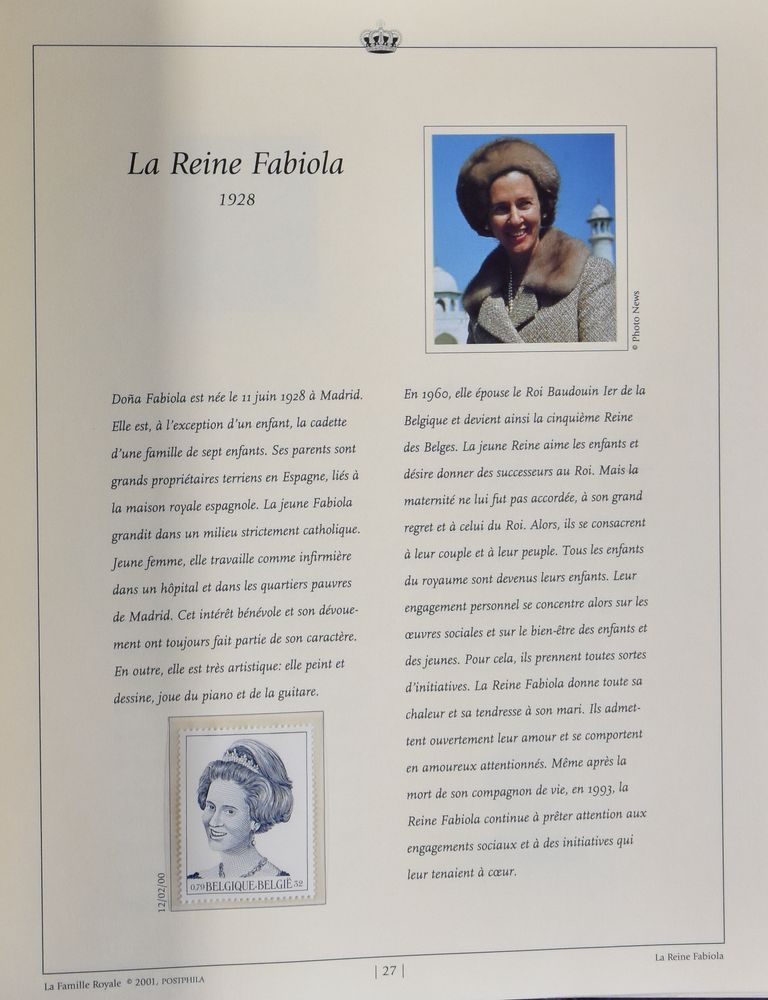 La Reine Fabiola
1928
© Photo News
Doña Fabiola est née le 11 juin 1928 à Madrid.
Elle est, à l'exception d'un enfant, la cadette
d'une famille de sept enfants. Ses parents sont
grands propriétaires terriens en Espagne, liés à
la maison royale espagnole. La jeune Fabiola
grandit dans un milieu strictement catholique.
Jeune femme, elle travaille comme infirmière
dans un hôpital et dans les quartiers pauvres
de Madrid. Cet intérêt bénévole et son dévoue-
ment ont toujours fait partie de son caractère.
En outre, elle est très artistique: elle peint et
dessine, joue du piano et de la guitare.
12/02/00
0,79 BELGIQUE-BELGIË 32
En 1960, elle épouse le Roi Baudouin Ier de la
Belgique et devient ainsi la cinquième Reine
des Belges. La jeune Reine aime les enfants et
désire donner des successeurs au Roi. Mais la
maternité ne lui fut pas accordée, à son grand
regret et à celui du Roi. Alors, ils se consacrent
à leur couple et à leur peuple. Tous les enfants
du royaume sont devenus leurs enfants. Leur
engagement personnel se concentre alors sur les
œuvres sociales et sur le bien-être des enfants et
des jeunes. Pour cela, ils prennent toutes sortes
d'initiatives. La Reine Fabiola donne toute sa
chaleur et sa tendresse à son mari. Ils admet-
tent ouvertement leur amour et se comportent
en amoureux attentionnés. Même après la
mort de son compagnon de vie, en 1993, la
Reine Fabiola continue à prêter attention aux
engagements sociaux et à des initiatives qui
leur tenaient à cœur.
La Famille Royale © 2001, POSTPHILA
| 27 |
La Reine Fabiola